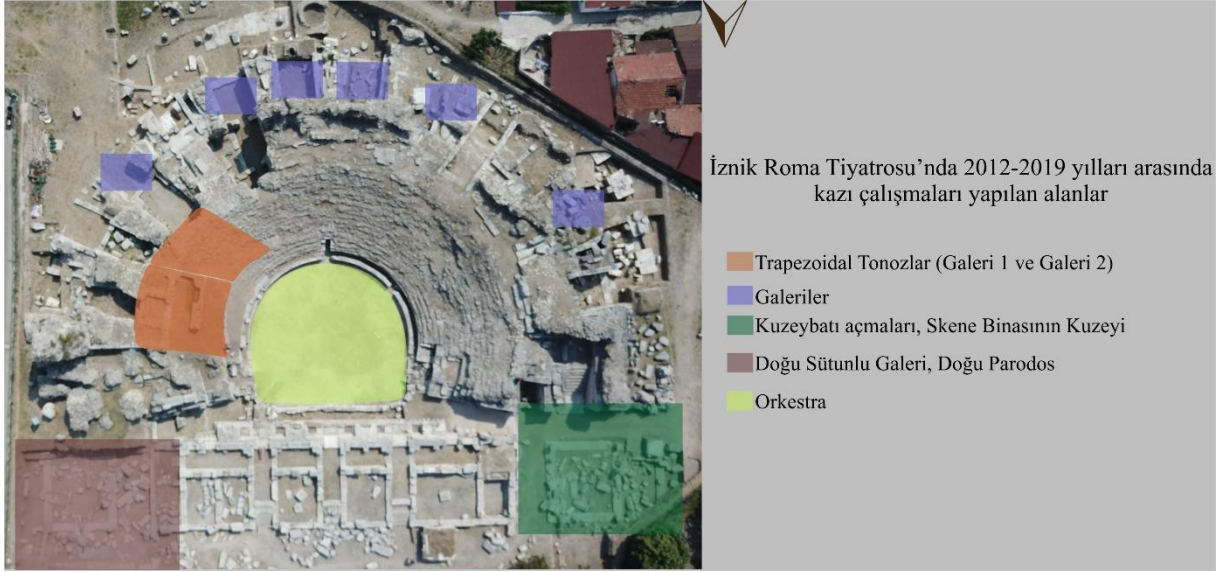 İznik Roma Tiyatrosu’nda 2012-2019 yılları arasında
kazı çalışmaları yapılan alanlar
Trapezoidal Tonozlar (Galeri 1 ve Galeri 2)
Galeriler
Kuzeybatı açmaları, Skene Binasının Kuzeyi
Doğu Sütunlu Galeri, Doğu Parodos
Orkestra